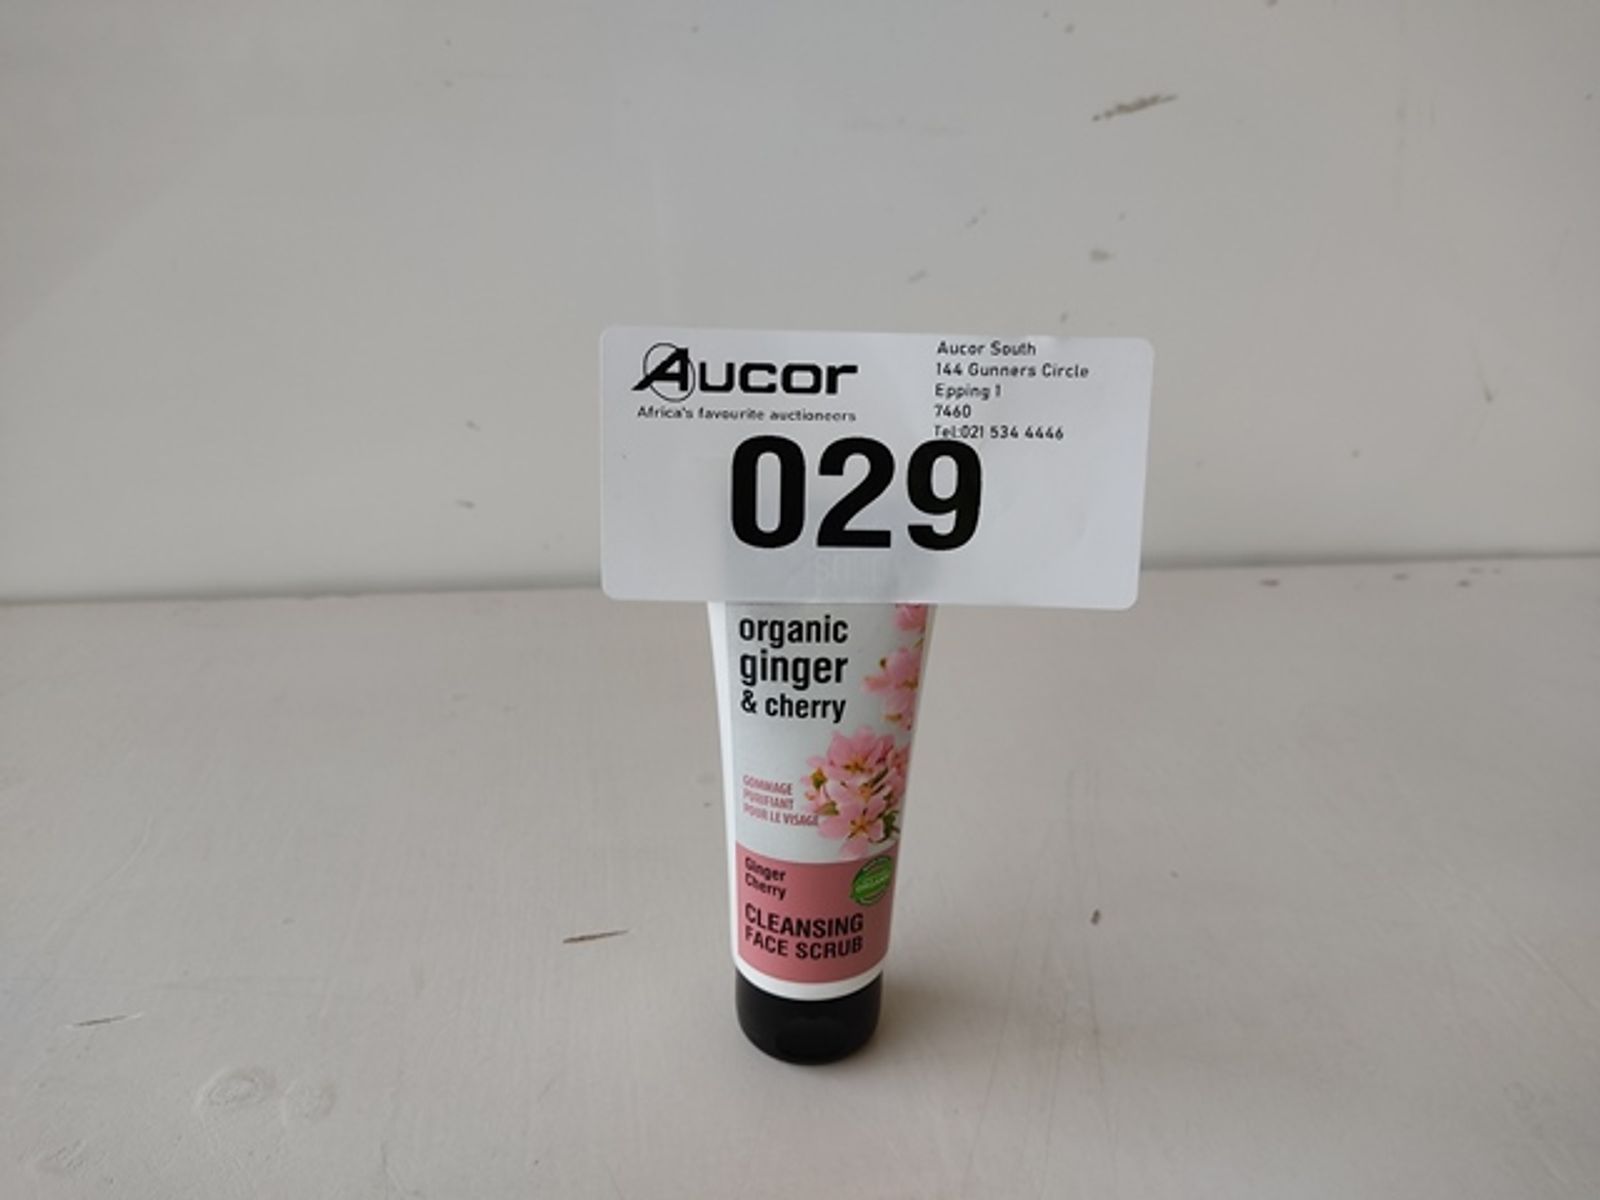 Aucor
Africa's favourite auctioneers
Aucor South
144 Gunners Circle
Epping 1
7460
Tel:021 534 4446
029
organic
ginger
& cherry
GOMMAGE
PURIFIANT
POUR LE VISAGE
Ginger
Cherry
ORGANIC
CLEANSING
FACE SCRUB